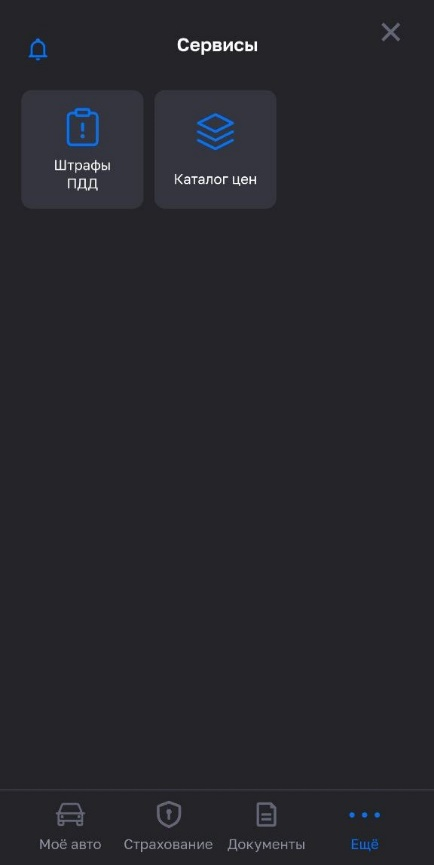 Сервисы
Штрафы
ПДД
Каталог цен
Моё авто
Страхование
Документы
Ещё